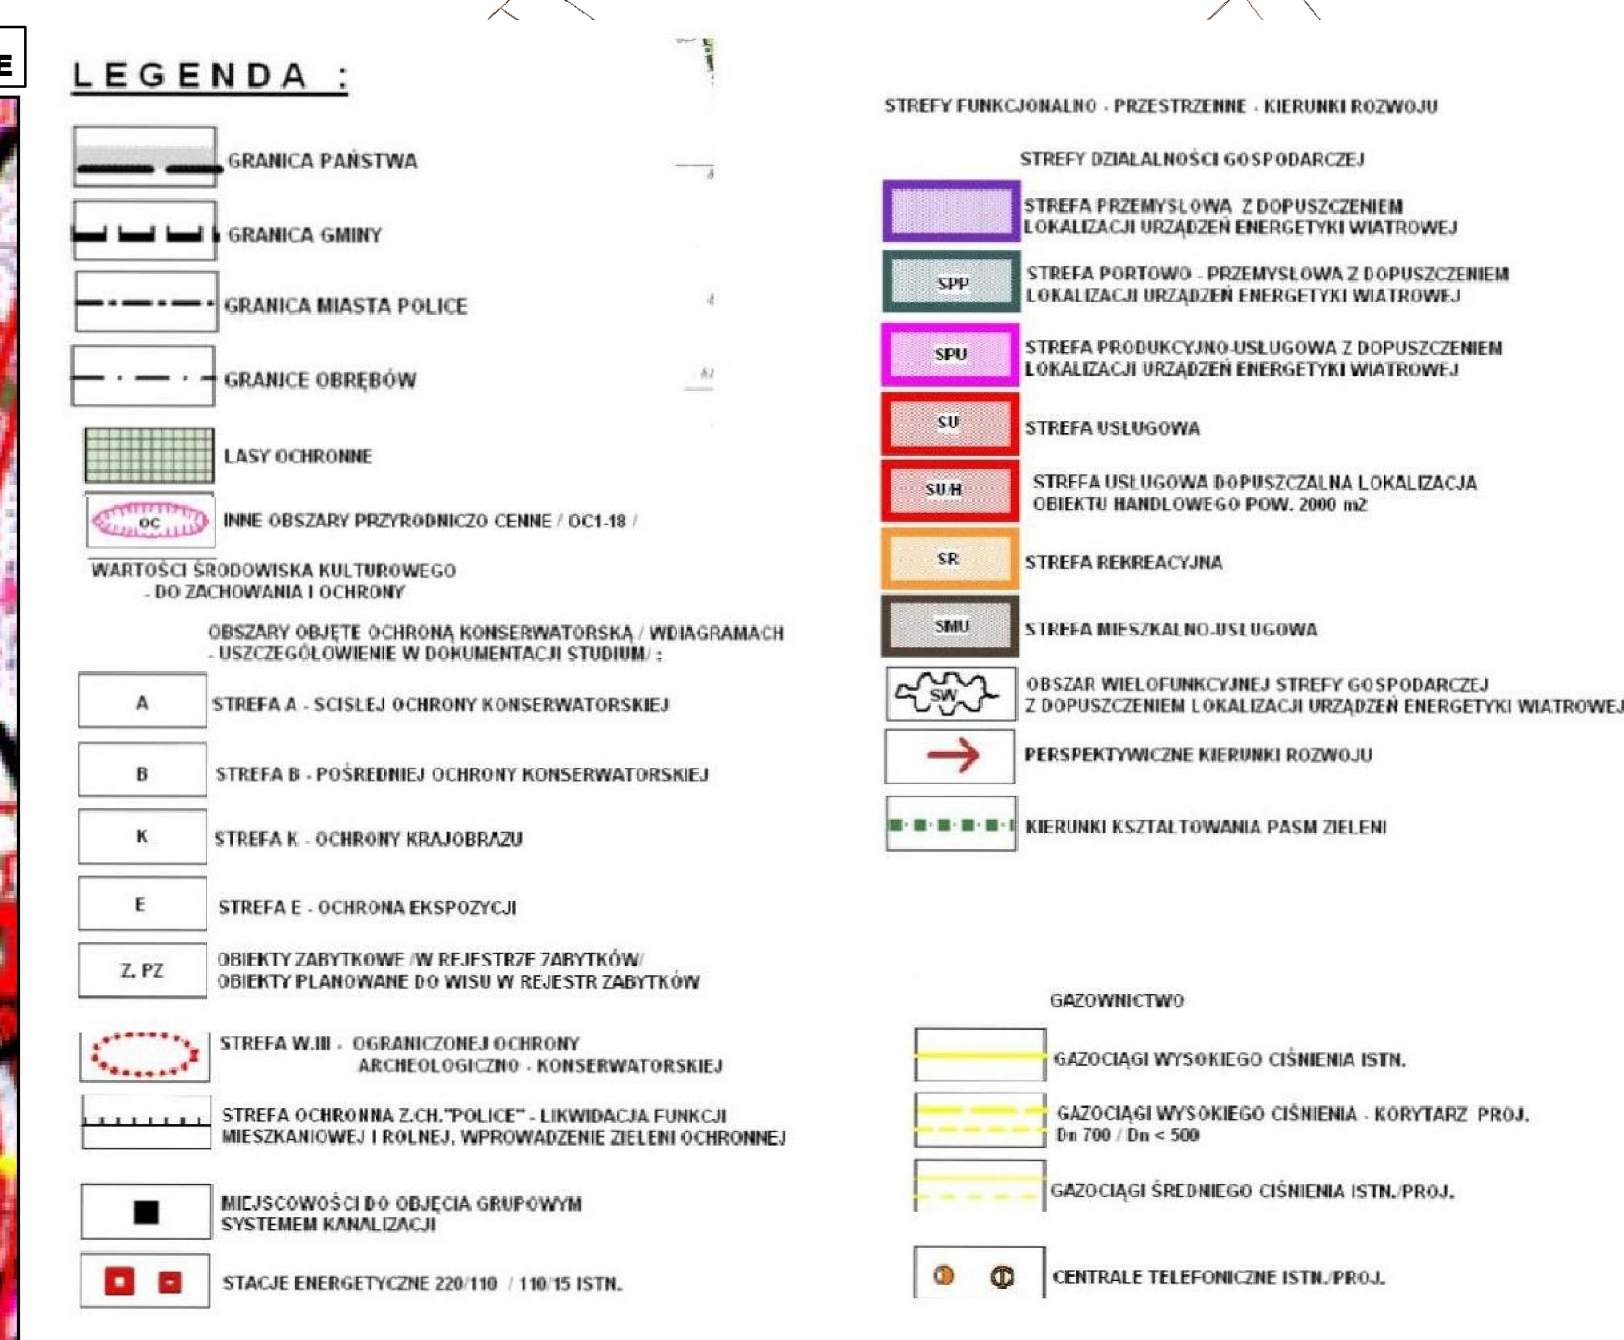 E
LEGENDA :
GRANICA PAŃSTWA
GRANICA GMINY
GRANICA MIASTA POLICE
GRANICE OBRĘBÓW
LASY OCHRONNE
OC
INNE OBSZARY PRZYRODNICZO CENNE / OC1-18 /
WARTOŚCI ŚRODOWISKA KULTUROWEGO
- DO ZACHOWANIA I OCHRONY
OBSZARY OBJĘTE OCHRONĄ KONSERWATORSKĄ / WDIAGRAMACH
- USZCZEGÓŁOWIENIE W DOKUMENTACJI STUDIUM/ :
A
STREFA A - SCISŁEJ OCHRONY KONSERWATORSKIEJ
B
STREFA B - POŚREDNIEJ OCHRONY KONSERWATORSKIEJ
K
STREFA K - OCHRONY KRAJOBRAZU
E
STREFA E - OCHRONA EKSPOZYCJI
Z. PZ
OBIEKTY ZABYTKOWE /W REJESTRZE ZABYTKÓW/
OBIEKTY PLANOWANE DO WISU W REJESTR ZABYTKÓW
STREFA W.III - OGRANICZONEJ OCHRONY
ARCHEOLOGICZNO - KONSERWATORSKIEJ
STREFA OCHRONNA Z.CH."POLICE" - LIKWIDACJA FUNKCJI
MIESZKANIOWEJ I ROLNEJ, WPROWADZENIE ZIELENI OCHRONNEJ
MIEJSCOWOŚCI DO OBJĘCIA GRUPOWYM
SYSTEMEM KANALIZACJI
STACJE ENERGETYCZNE 220/110 / 110/15 ISTN.
STREFY FUNKCJONALNO - PRZESTRZENNE - KIERUNKI ROZWOJU
STREFY DZIAŁALNOŚCI GOSPODARCZEJ
STREFA PRZEMYSŁOWA Z DOPUSZCZENIEM
LOKALIZACJI URZĄDZEŃ ENERGETYKI WIATROWEJ
SPP
STREFA PORTOWO - PRZEMYSŁOWA Z DOPUSZCZENIEM
LOKALIZACJI URZĄDZEŃ ENERGETYKI WIATROWEJ
SPU
STREFA PRODUKCYJNO-USŁUGOWA Z DOPUSZCZENIEM
LOKALIZACJI URZĄDZEŃ ENERGETYKI WIATROWEJ
SU
STREFA USŁUGOWA
SU/H
STREFA USŁUGOWA DOPUSZCZALNA LOKALIZACJA
OBIEKTU HANDLOWEGO POW. 2000 m2
SR
STREFA REKREACYJNA
SMU
STREFA MIESZKALNO-USŁUGOWA
SW
OBSZAR WIELOFUNKCYJNEJ STREFY GOSPODARCZEJ
Z DOPUSZCZENIEM LOKALIZACJI URZĄDZEŃ ENERGETYKI WIATROWEJ
PERSPEKTYWICZNE KIERUNKI ROZWOJU
KIERUNKI KSZTAŁTOWANIA PASM ZIELENI
GAZOWNICTWO
GAZOCIĄGI WYSOKIEGO CIŚNIENIA ISTN.
GAZOCIĄGI WYSOKIEGO CIŚNIENIA - KORYTARZ PROJ.
Dn 700 / Dn < 500
GAZOCIĄGI ŚREDNIEGO CIŚNIENIA ISTN./PROJ.
CENTRALE TELEFONICZNE ISTN./PROJ.